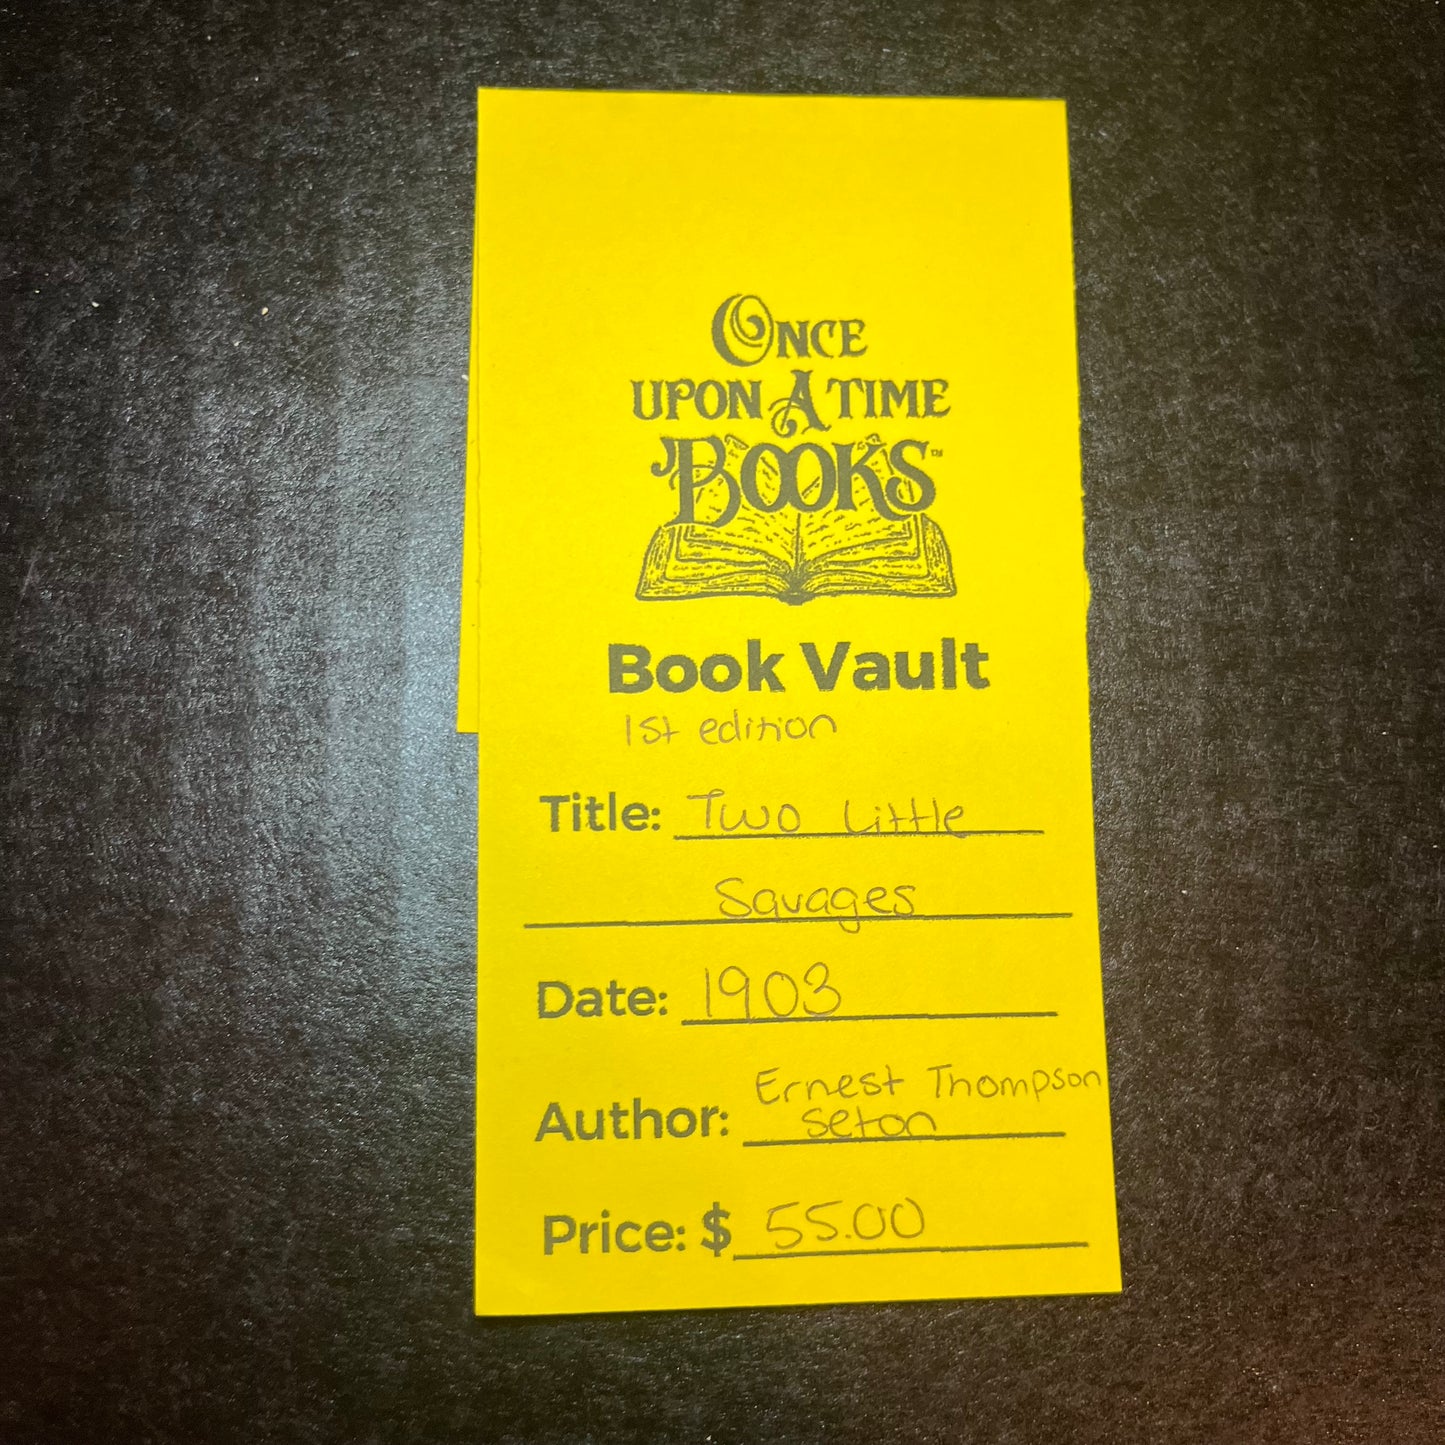 ONCE
UPON A TIME
BOOKS™
Book Vault
1st edition
Title: Two Little
Savages
Date: 1903
Ernest Thompson
Author: Seton
Price: $ 55.00